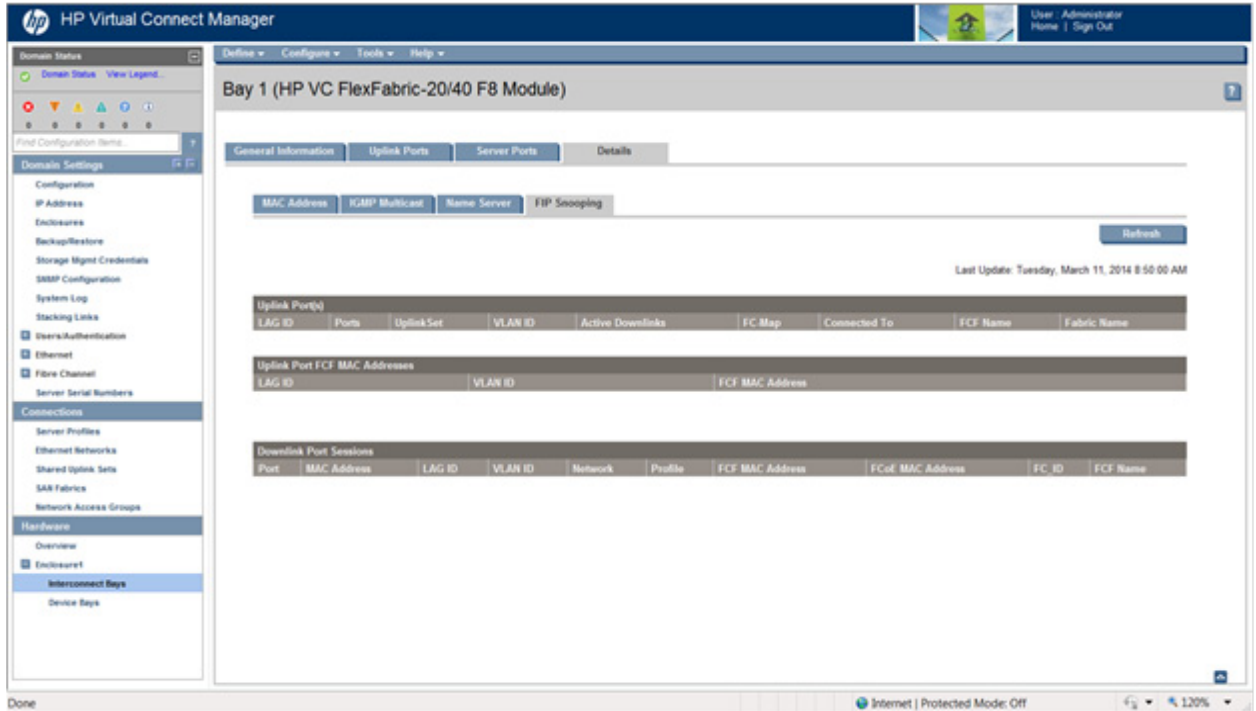 hp HP Virtual Connect Manager
User : Administrator
Home | Sign Out
Domain Status
Define Configure Tools Help
Domain Status View Legend...
Bay 1 (HP VC FlexFabric-20/40 F8 Module)
?
0 0 0 0 0 0
Find Configuration Items...
?
General Information Uplink Ports Server Ports Details
Domain Settings
Configuration
IP Address
Enclosures
Backup/Restore
Storage Mgmt Credentials
SNMP Configuration
System Log
Stacking Links
Users/Authentication
Ethernet
Fibre Channel
Server Serial Numbers
Connections
Server Profiles
Ethernet Networks
Shared Uplink Sets
SAN Fabrics
Network Access Groups
Hardware
Overview
Enclosure1
Interconnect Bays
Device Bays
MAC Address IGMP Multicast Name Server FIP Snooping
Refresh
Last Update: Tuesday, March 11, 2014 8:50:00 AM
Uplink Port(s)
LAG ID Ports UplinkSet VLAN ID Active Downlinks FC-Map Connected To FCF Name Fabric Name
Uplink Port FCF MAC Addresses
LAG ID VLAN ID FCF MAC Address
Downlink Port Sessions
Port MAC Address LAG ID VLAN ID Network Profile FCF MAC Address FCoE MAC Address FC_ID FCF Name
Done
Internet | Protected Mode: Off
120%